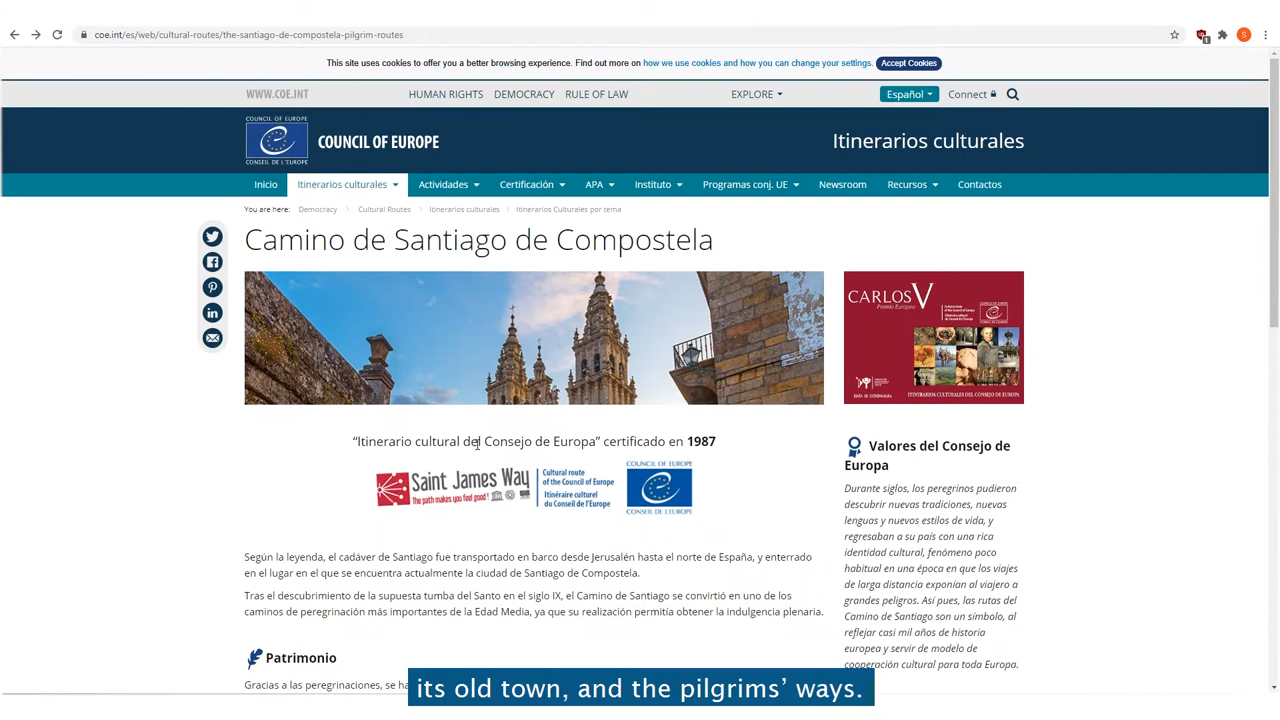 coe.int/es/web/cultural-routes/the-santiago-de-compostela-pilgrim-routes
S
1
This site uses cookies to offer you a better browsing experience. Find out more on how we use cookies and how you can change your settings. Accept Cookies
WWW.COE.INT HUMAN RIGHTS DEMOCRACY RULE OF LAW EXPLORE Español Connect
COUNCIL OF EUROPE
CONSEIL DE L'EUROPE
COUNCIL OF EUROPE
Itinerarios culturales
Inicio Itinerarios culturales Actividades Certificación APA Instituto Programas conj. UE Newsroom Recursos Contactos
You are here: Democracy Cultural Routes Itinerarios culturales Itinerarios Culturales por tema
Camino de Santiago de Compostela
“Itinerario cultural del Consejo de Europa” certificado en 1987
Saint James Way
The path makes you feel good!
Cultural route
of the Council of Europe
Itinéraire culturel
du Conseil de l'Europe
COUNCIL OF EUROPE
CONSEIL DE L'EUROPE
Según la leyenda, el cadáver de Santiago fue transportado en barco desde Jerusalén hasta el norte de España, y enterrado
en el lugar en el que se encuentra actualmente la ciudad de Santiago de Compostela.
Tras el descubrimiento de la supuesta tumba del Santo en el siglo IX, el Camino de Santiago se convirtió en uno de los
caminos de peregrinación más importantes de la Edad Media, ya que su realización permitía obtener la indulgencia plenaria.
Patrimonio
Gracias a las peregrinaciones, se ha
CARLOS V
Premio Europeo
ITINERARIOS CULTURALES DEL CONSEJO DE EUROPA
Valores del Consejo de
Europa
Durante siglos, los peregrinos pudieron
descubrir nuevas tradiciones, nuevas
lenguas y nuevos estilos de vida, y
regresaban a su país con una rica
identidad cultural, fenómeno poco
habitual en una época en que los viajes
de larga distancia exponían al viajero a
grandes peligros. Así pues, las rutas del
Camino de Santiago son un símbolo, al
reflejar casi mil años de historia
europea y servir de modelo de
cooperación cultural para toda Europa.
its old town, and the pilgrims’ ways.